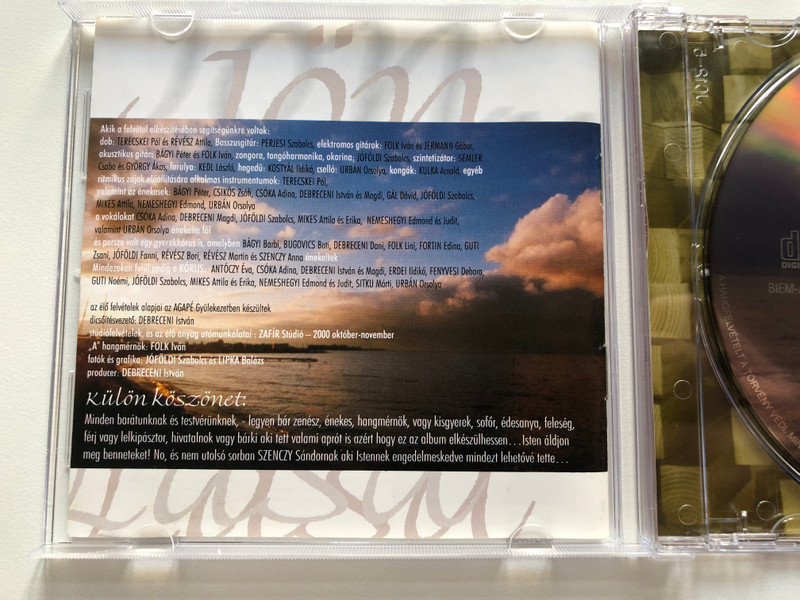 Jön
Akik a felvétel elkészítésében segítségünkre voltak:
dob: TERECSKEI Pál és RÉVÉSZ Attila, Basszusgitár: PERJESI Szabolcs, elektromos gitárok: FOLK Iván és JERMANN Gábor,
akusztikus gitár: BÁGYI Péter és FOLK Iván, zongora, tangóharmonika, okarina, JÓFÖLDI Szabolcs, szintetizátor: SEMLER
Csaba és GYÖRGY Ákos, furulya: KEDL László, hegedű: KOSTYÁL Ildikó, cselló: URBÁN Orsolya, kongák: KULKA Arnold, egyéb
ritmikus zajok előállítására alkalmas instrumentumok: TERECSKEI Pál,
valamint az énekesek: BÁGYI Péter, CSIKÓS Zsófi, CSÓKA Adina, DEBRECENI István és Magdi, GÁL Dávid, JÓFÖLDI Szabolcs,
MIKES Attila, NEMESHEGYI Edmond, URBÁN Orsolya
a vokálokat CSÓKA Adina, DEBRECENI Magdi, JÓFÖLDI Szabolcs, MIKES Attila és Erika, NEMESHEGYI Edmond és Judit,
valamint URBÁN Orsolya énekelte föl
és persze volt egy gyerekkórus is, amelyben BÁGYI Barbi, BUGOVICS Boti, DEBRECENI Dani, FOLK Lini, FORTIN Edina, GUTI
Zsani, JÓFÖLDI Fanni, RÉVÉSZ Bori, RÉVÉSZ Martin és SZENCZY Anna énekeltek
Mindezeken felül pedig a KÓRUS: ANTÓCZY Éva, CSÓKA Adina, DEBRECENI István és Magdi, ERDEI Ildikó, FENYVESI Debora,
GUTI Noémi, JÓFÖLDI Szabolcs, MIKES Attila és Erika, NEMESHEGYI Edmond és Judit, SITKU Márti, URBÁN Orsolya
az élő felvételek alapjai az AGAPÉ Gyülekezetben készültek
dicsőítésvezető: DEBRECENI István
stúdiófelvételek, és az élő anyag utómunkálatai : ZAFÍR Stúdió – 2000 október-november
„A" hangmérnök: FOLK Iván
fotók és grafika: JÓFÖLDI Szabolcs és LIPKA Balázs
producer: DEBRECENI István
Külön köszönet:
Minden barátunknak és testvérünknek, - legyen bár zenész, énekes, hangmérnök, vagy kisgyerek, sofőr, édesanya, feleség,
férj vagy lelkipásztor, hivatalnok vagy bárki aki tett valami aprót is azért hogy ez az album elkészülhessen… Isten áldjon
meg benneteket! No, és nem utolsó sorban SZENCZY Sándornak aki Istennek engedelmeskedve mindezt lehetővé tette…
DIGI
BIEM-
A HANGFELVÉTELT A TÖRVÉNY VÉDI. MI